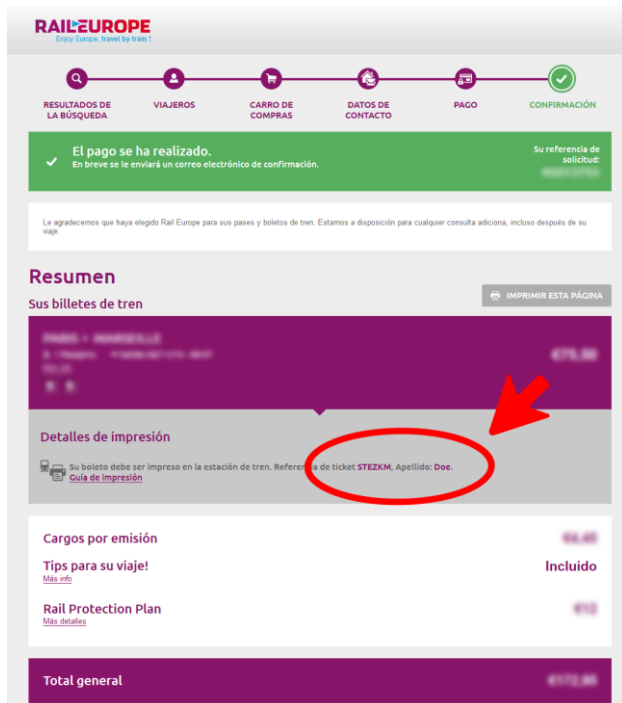 RAIL EUROPE
Enjoy Europe, travel by train !
RESULTADOS DE
LA BÚSQUEDA
VIAJEROS
CARRO DE
COMPRAS
DATOS DE
CONTACTO
PAGO
CONFIRMACIÓN
El pago se ha realizado.
En breve se le enviará un correo electrónico de confirmación.
Su referencia de
solicitud:
Le agradecemos que haya elegido Rail Europe para sus pases y boletos de tren. Estamos a disposición para cualquier consulta adiciona, incluso después de su
viaje.
Resumen
Sus billetes de tren
IMPRIMIR ESTA PÁGINA
Detalles de impresión
Su boleto debe ser impreso en la estación de tren. Referencia de ticket STEZKM, Apellido: Doe.
Guía de impresión
Cargos por emisión
Tips para su viaje!
Incluido
Más info
Rail Protection Plan
Más detalles
Total general